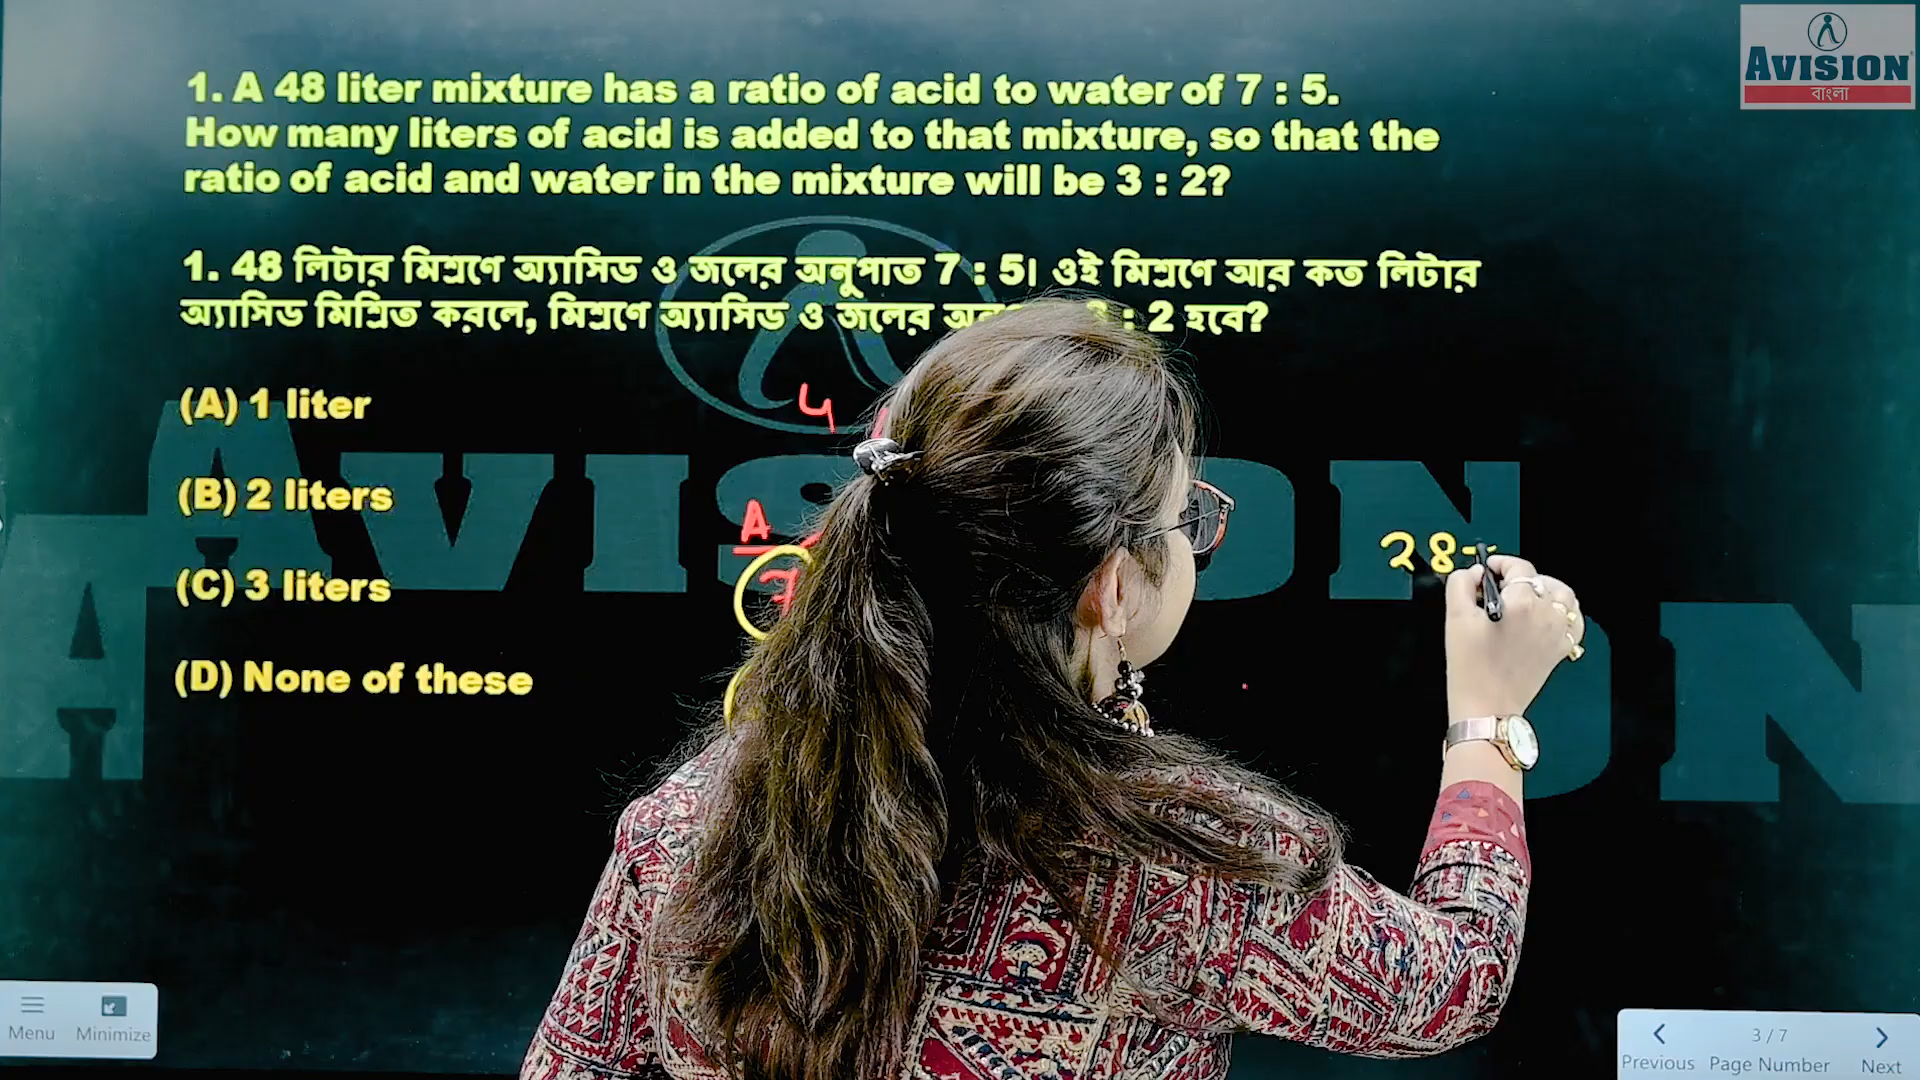 AVISION
বাংলা
1. A 48 liter mixture has a ratio of acid to water of 7 : 5.
How many liters of acid is added to that mixture, so that the
ratio of acid and water in the mixture will be 3 : 2?
1. 48 লিটার মিশ্রণে অ্যাসিড ও জলের অনুপাত 7 : 5। ওই মিশ্রণে আর কত লিটার
অ্যাসিড মিশ্রিত করলে, মিশ্রণে অ্যাসিড ও জলের : 2 হবে?
(A) 1 liter
(B) 2 liters
(C) 3 liters
(D) None of these
4
A
7
28
Menu Minimize
3 / 7
Previous Page Number Next